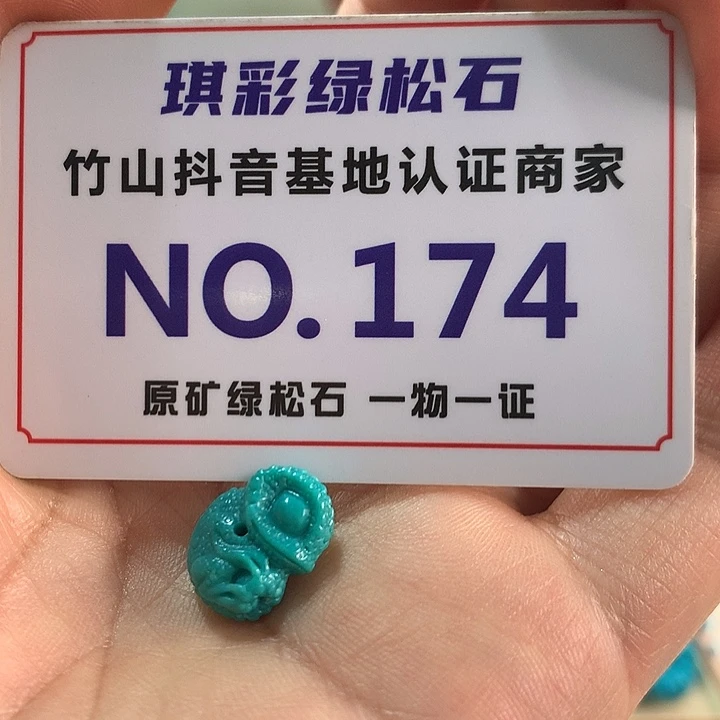 琪彩绿松石
竹山抖音基地认证商家
NO.174
原矿绿松石 一物一证